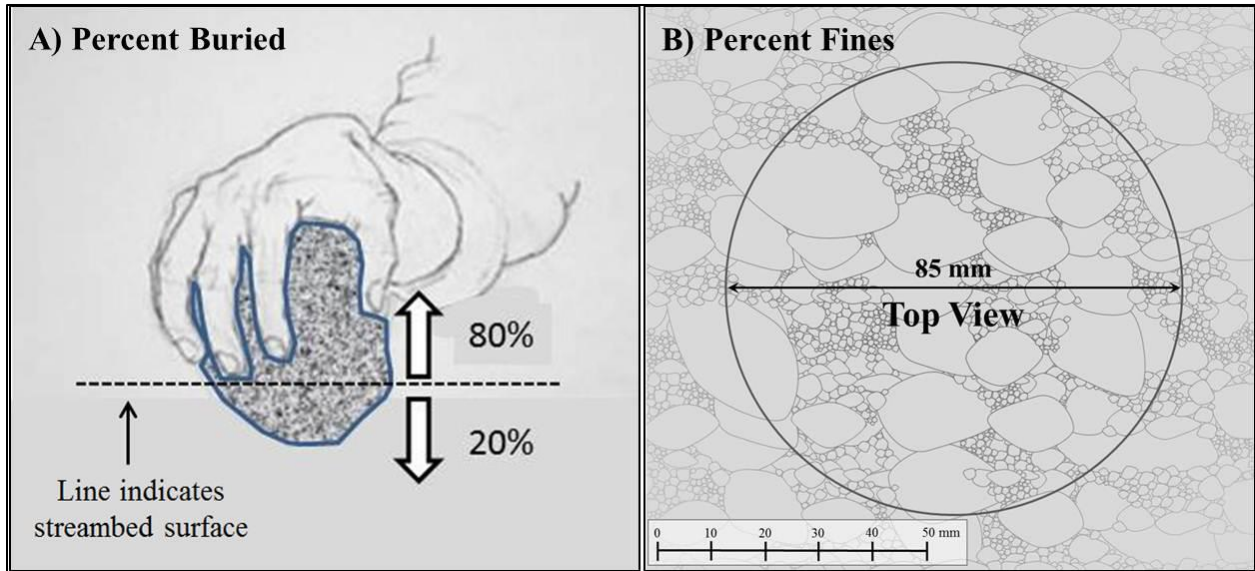 A) Percent Buried
80%
20%
Line indicates
streambed surface
B) Percent Fines
85 mm
Top View
0 10 20 30 40 50 mm